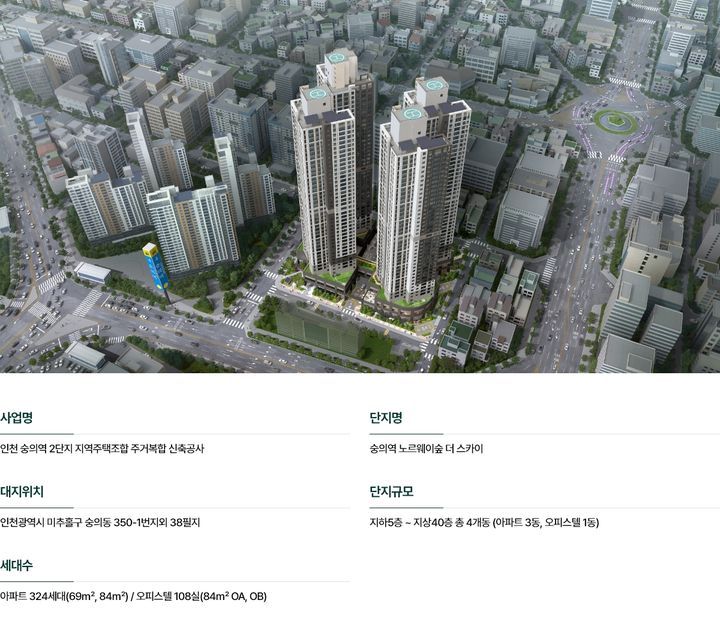 사업명
인천 숭의역 2단지 지역주택조합 주거복합 신축공사
단지명
숭의역 노르웨이숲 더 스카이
대지위치
인천광역시 미추홀구 숭의동 350-1번지외 38필지
단지규모
지하5층 ~ 지상40층 총 4개동 (아파트 3동, 오피스텔 1동)
세대수
아파트 324세대(69m², 84m²) / 오피스텔 108실(84m² OA, OB)